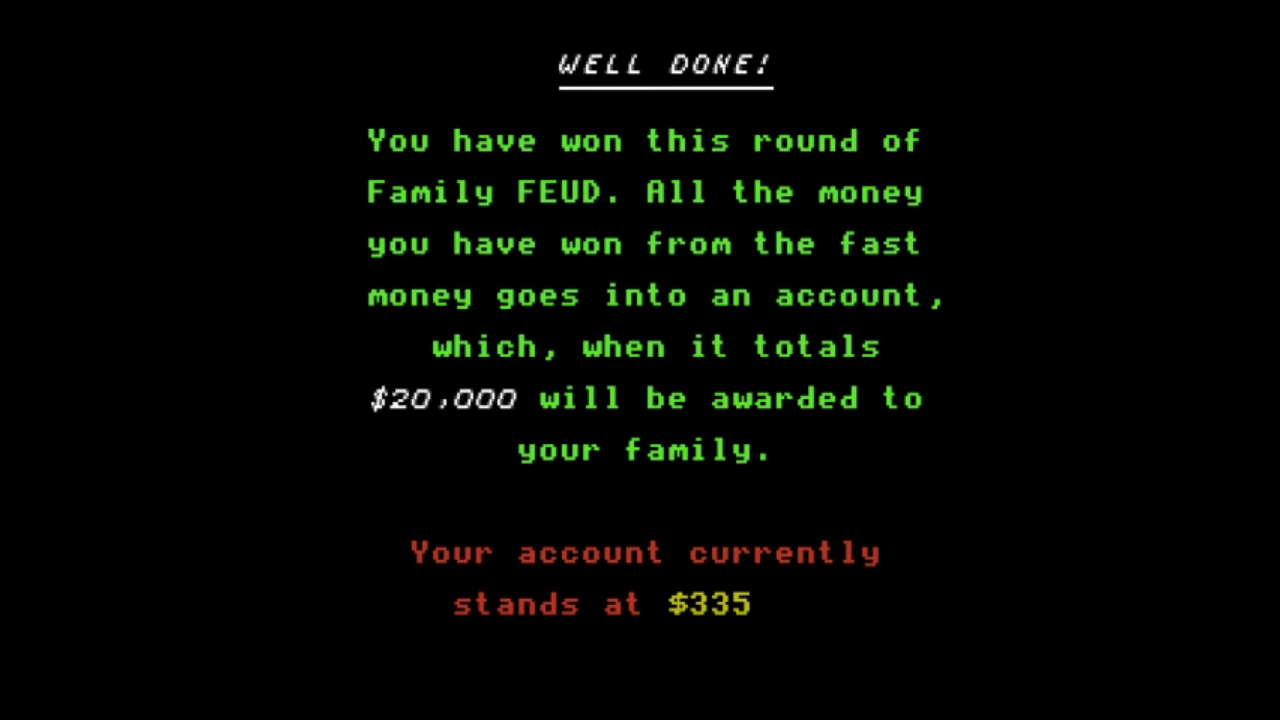 WELL DONE!
You have won this round of
Family FEUD. All the money
you have won from the fast
money goes into an account,
which, when it totals
$20,000 will be awarded to
your family.
Your account currently
stands at $335